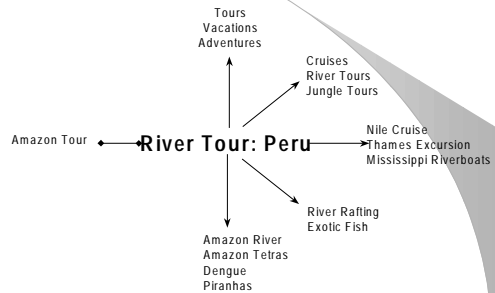 Tours
Vacations
Adventures
Cruises
River Tours
Jungle Tours
Amazon Tour
River Tour: Peru
Nile Cruise
Thames Excursion
Mississippi Riverboats
River Rafting
Exotic Fish
Amazon River
Amazon Tetras
Dengue
Piranhas